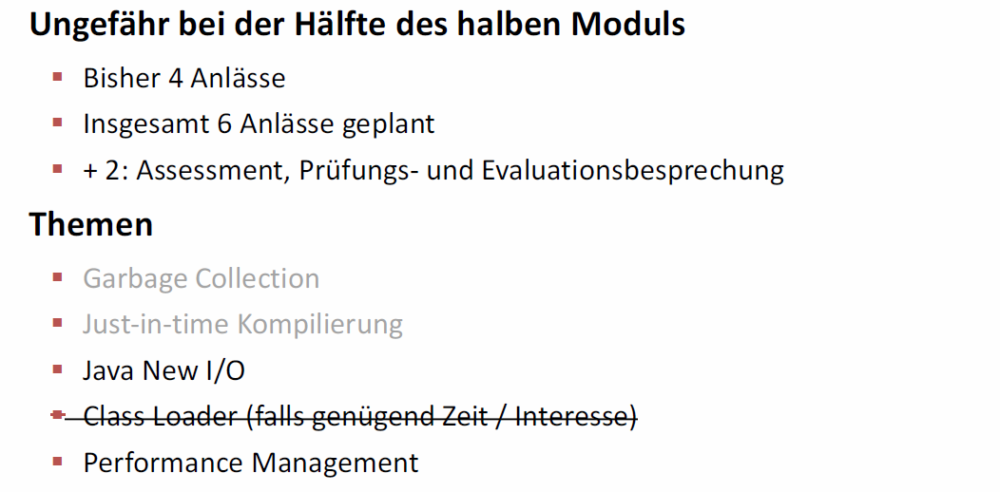 Ungefähr bei der Hälfte des halben Moduls
Bisher 4 Anlässe
Insgesamt 6 Anlässe geplant
+ 2: Assessment, Prüfungs- und Evaluationsbesprechung
Themen
Garbage Collection
Just-in-time Kompilierung
Java New I/O
Class Loader (falls genügend Zeit / Interesse)
Performance Management